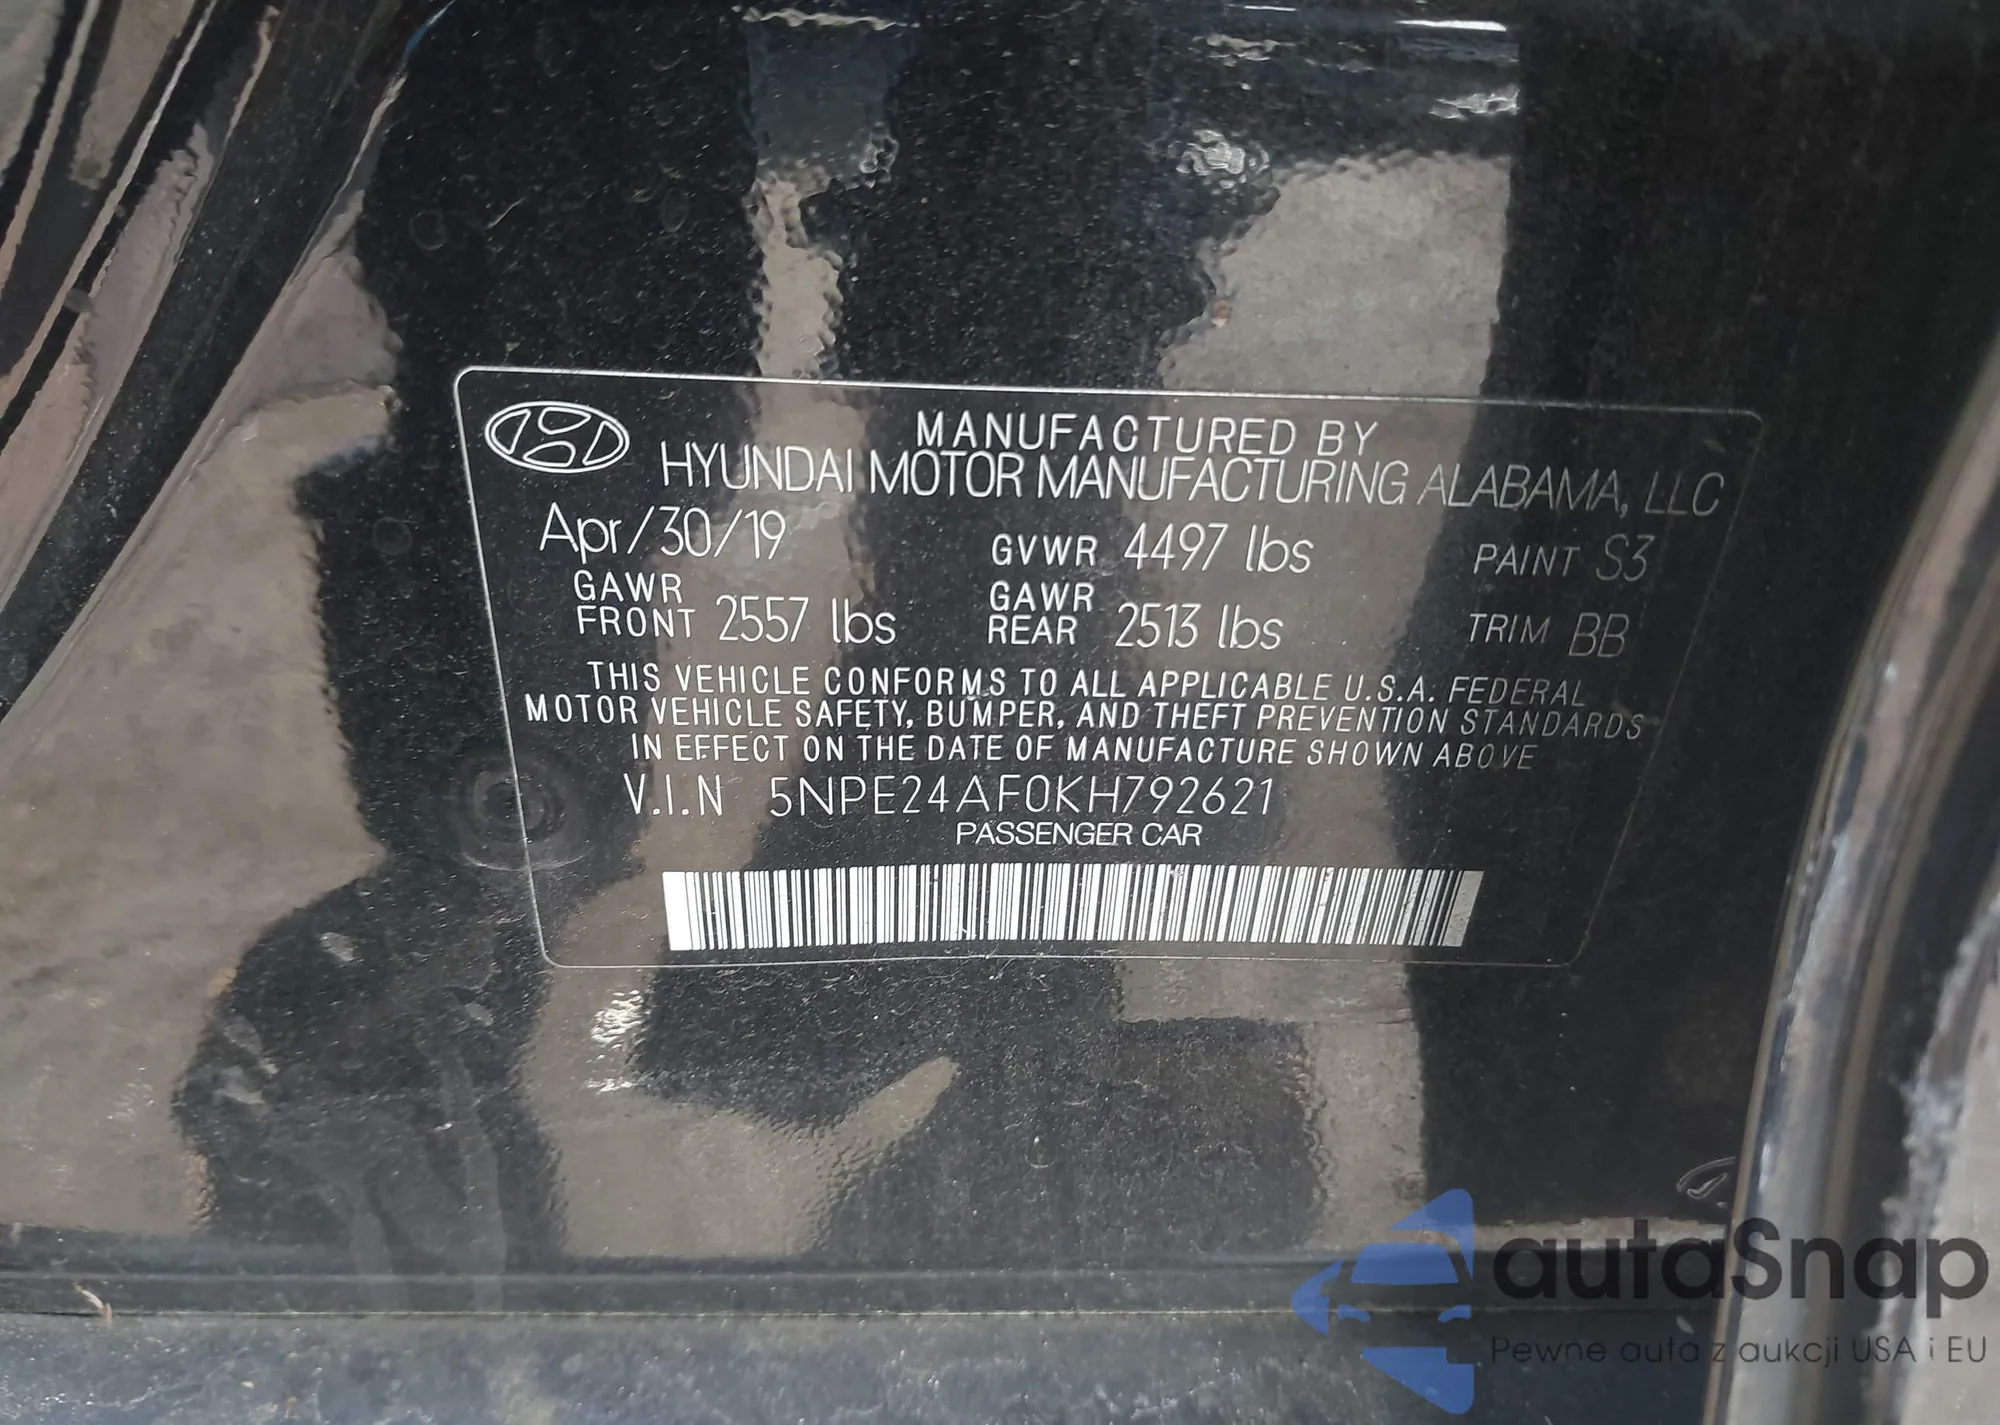 MANUFACTURED BY
HYUNDAI MOTOR MANUFACTURING ALABAMA, LLC
Apr/30/19 GVWR 4497 lbs PAINT S3
GAWR FRONT 2557 lbs GAWR REAR 2513 lbs TRIM BB
THIS VEHICLE CONFORMS TO ALL APPLICABLE U.S.A. FEDERAL
MOTOR VEHICLE SAFETY, BUMPER, AND THEFT PREVENTION STANDARDS
IN EFFECT ON THE DATE OF MANUFACTURE SHOWN ABOVE
V.I.N 5NPE24AF0KH792621
PASSENGER CAR
autaSnap
Pewne auta z aukcji USA i EU